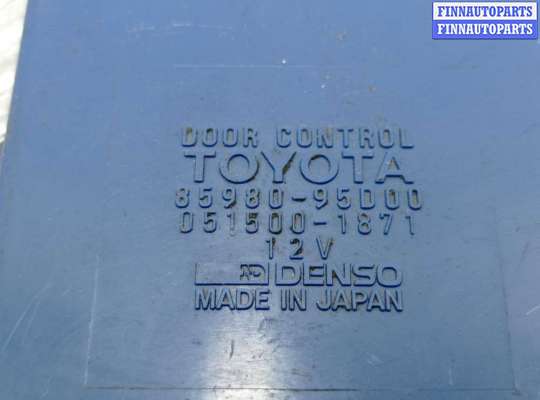 FINNAUTOPARTS
FINNAUTOPARTS
DOOR CONTROL
TOYOTA
85980-95D00
051500-1871
12V
DENSO
MADE IN JAPAN